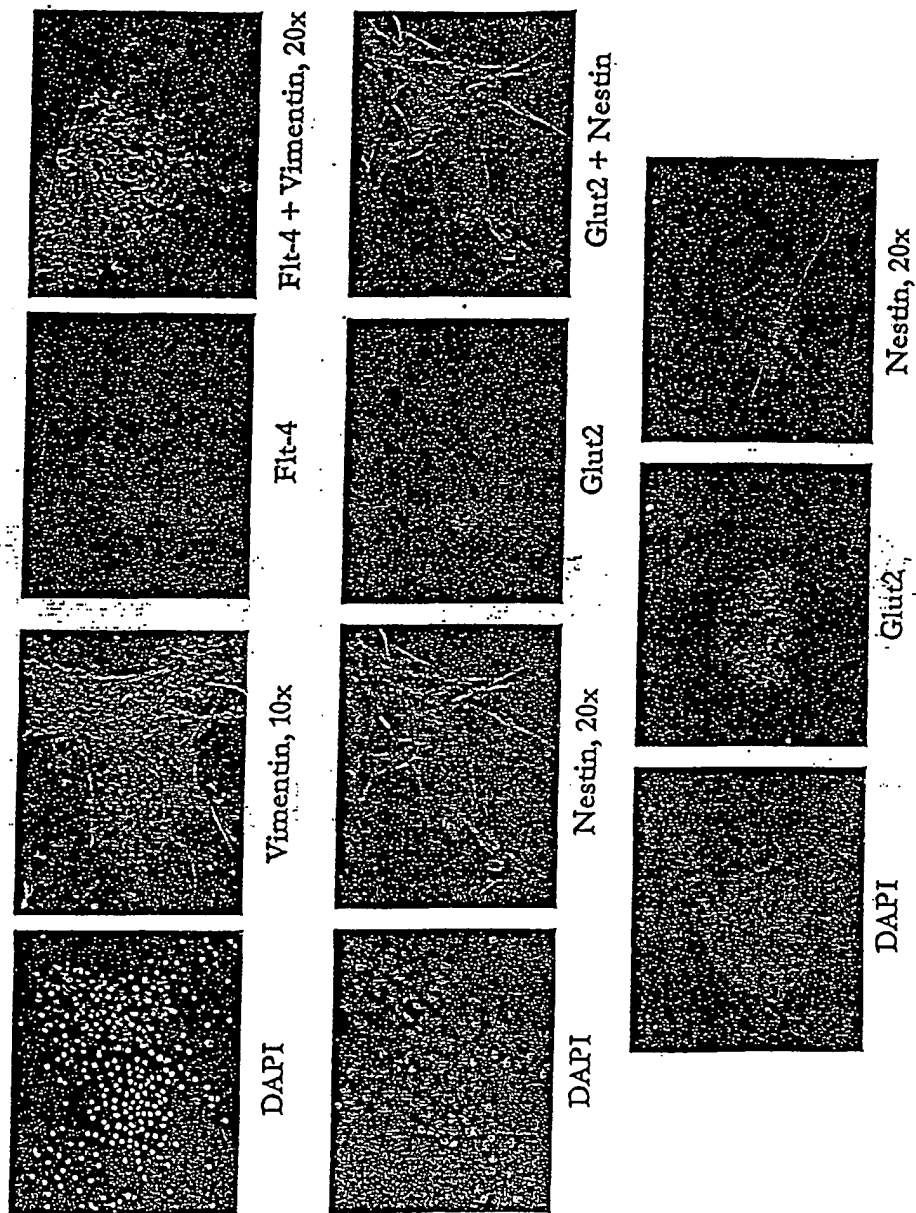 DAPI
Vimentin, 10x
Flt-4
Flt-4 + Vimentin, 20x
DAPI
Nestin, 20x
Glut2
Glut2 + Nestin
DAPI
Glut2
Nestin, 20x